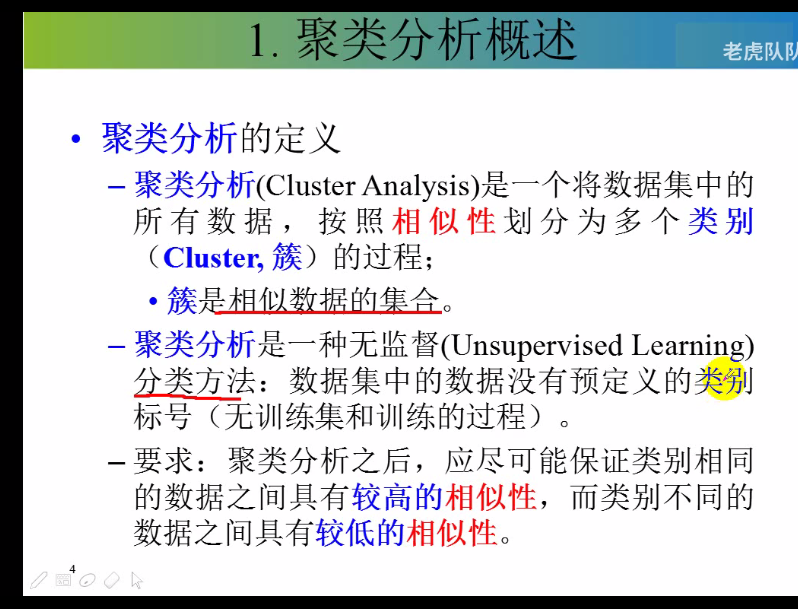 1. 聚类分析概述
老虎队队
• 聚类分析的定义
– 聚类分析(Cluster Analysis)是一个将数据集中的
所有数据，按照相似性划分为多个类别
（Cluster, 簇）的过程；
• 簇是相似数据的集合。
– 聚类分析是一种无监督(Unsupervised Learning)
分类方法：数据集中的数据没有预定义的类别
标号（无训练集和训练的过程）。
– 要求：聚类分析之后，应尽可能保证类别相同
的数据之间具有较高的相似性，而类别不同的
数据之间具有较低的相似性。
4